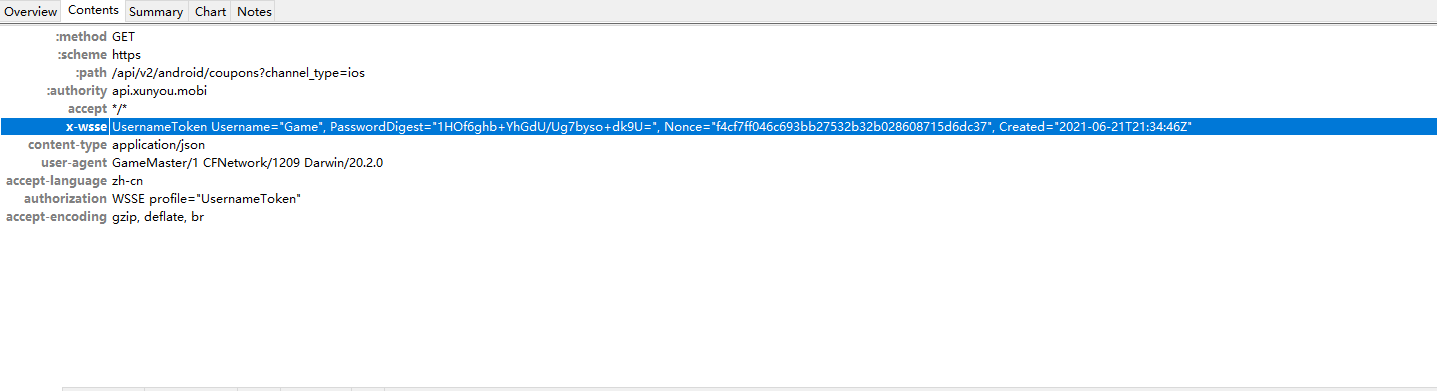 Overview Contents Summary Chart Notes
:method GET
:scheme https
:path /api/v2/android/coupons?channel_type=ios
:authority api.xunyou.mobi
accept */*
x-wsse UsernameToken Username="Game", PasswordDigest="1HOf6ghb+YhGdU/Ug7byso+dk9U=", Nonce="f4cf7ff046c693bb27532b32b028608715d6dc37", Created="2021-06-21T21:34:46Z"
content-type application/json
user-agent GameMaster/1 CFNetwork/1209 Darwin/20.2.0
accept-language zh-cn
authorization WSSE profile="UsernameToken"
accept-encoding gzip, deflate, br